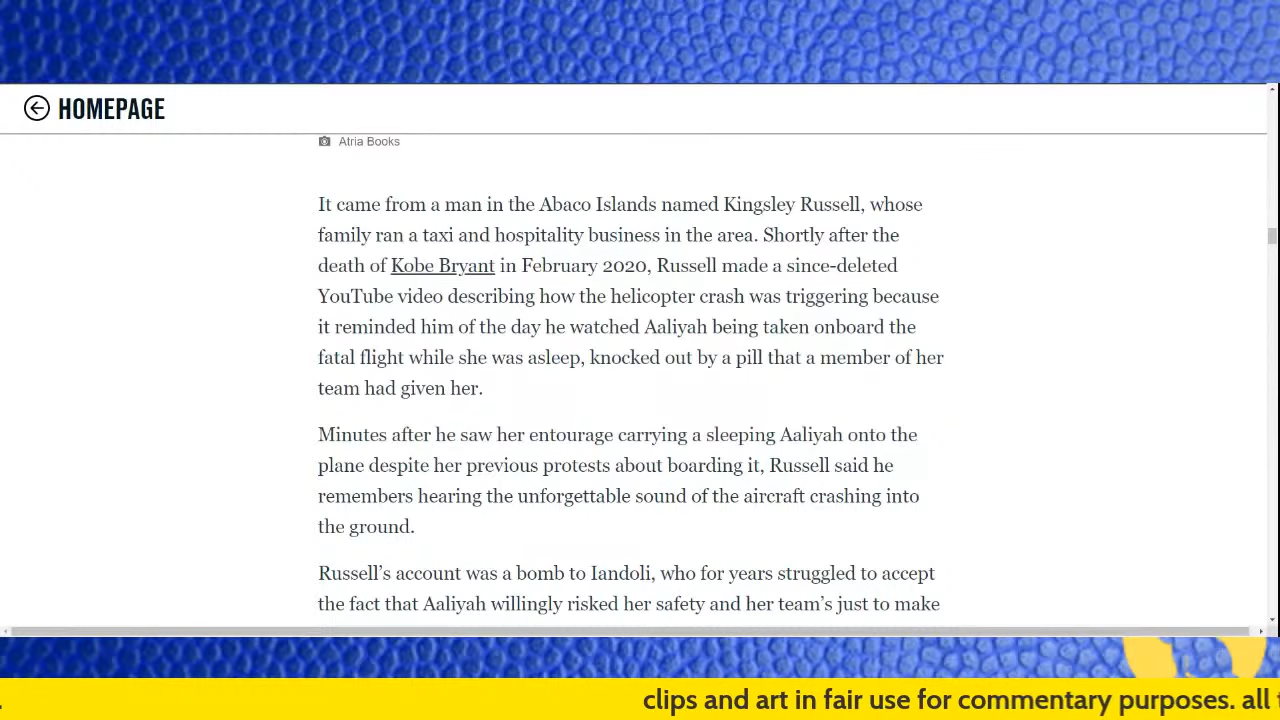 HOMEPAGE
Atria Books
It came from a man in the Abaco Islands named Kingsley Russell, whose
family ran a taxi and hospitality business in the area. Shortly after the
death of Kobe Bryant in February 2020, Russell made a since-deleted
YouTube video describing how the helicopter crash was triggering because
it reminded him of the day he watched Aaliyah being taken onboard the
fatal flight while she was asleep, knocked out by a pill that a member of her
team had given her.
Minutes after he saw her entourage carrying a sleeping Aaliyah onto the
plane despite her previous protests about boarding it, Russell said he
remembers hearing the unforgettable sound of the aircraft crashing into
the ground.
Russell’s account was a bomb to Iandoli, who for years struggled to accept
the fact that Aaliyah willingly risked her safety and her team’s just to make
clips and art in fair use for commentary purposes. all